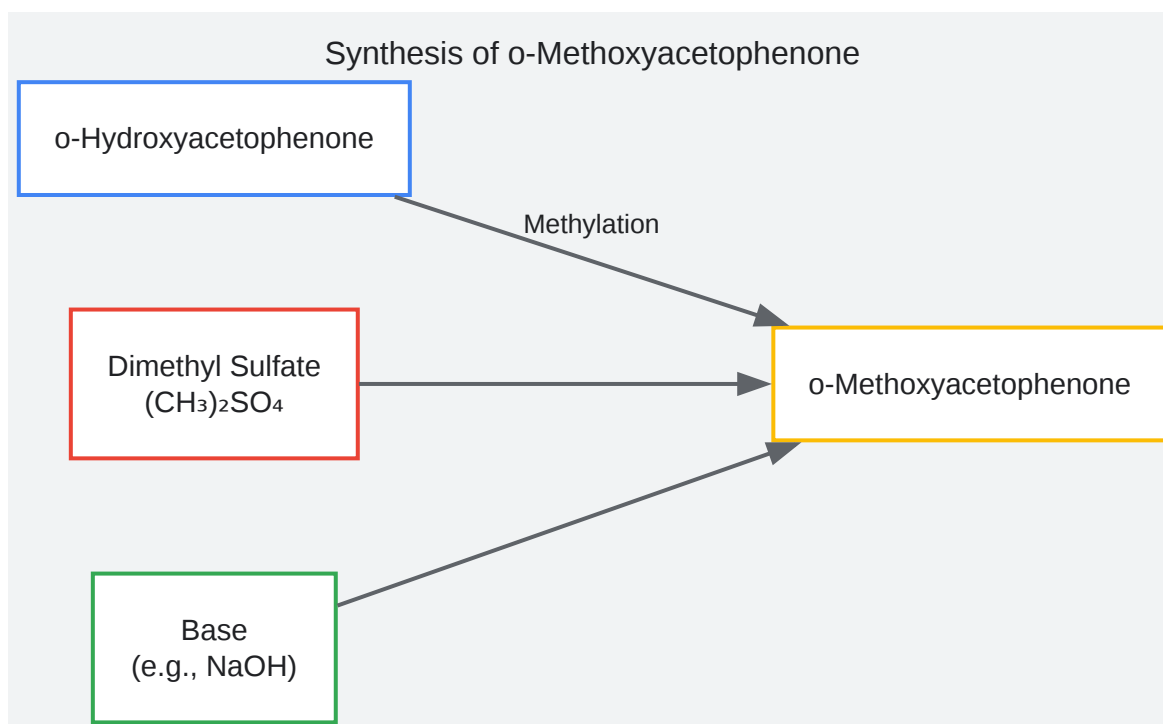 Synthesis of o-Methoxyacetophenone
o-Hydroxyacetophenone
Methylation
Dimethyl Sulfate
(CH₃)₂SO₄
o-Methoxyacetophenone
Base
(e.g., NaOH)